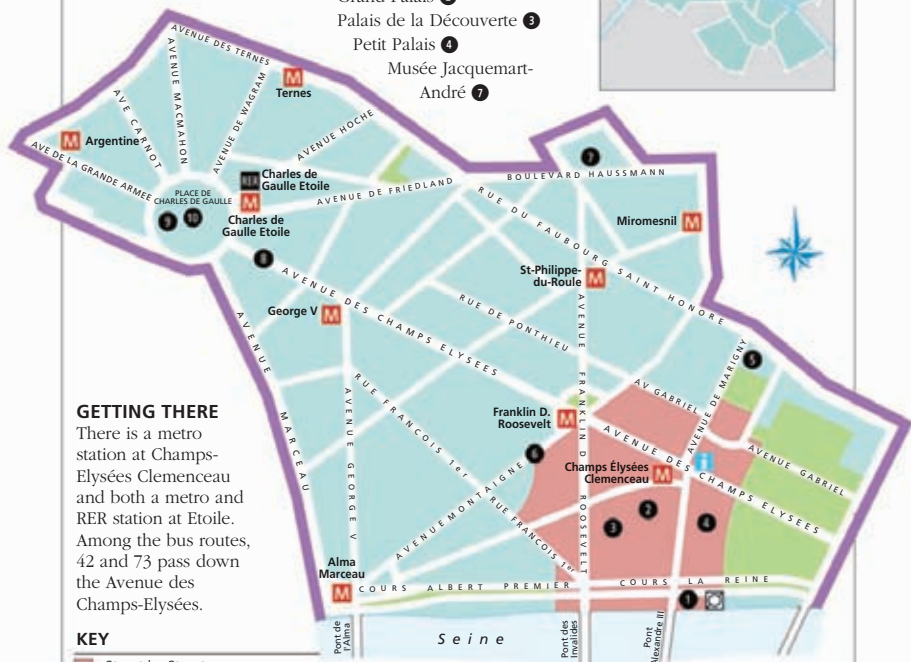 Grand Palais 2
Palais de la Découverte 3
Petit Palais 4
Musée Jacquemart-
André 7
AVENUE DES TERNES
AVENUE MACMAHON
AVENUE DE WAGRAM
AVE CARNOT
M
Ternes
AVENUE HOCHE
M Argentine
AVE DE LA GRANDE ARMEE
RER Charles de
Gaulle Etoile
PLACE DE
CHARLES DE GAULLE
9 10
M
Charles de
Gaulle Etoile
AVENUE DE FRIEDLAND
7
BOULEVARD HAUSSMANN
RUE DU FAUBOURG SAINT HONORE
Miromesnil M
8
AVENUE DES CHAMPS ELYSEES
St-Philippe-
du-Roule M
George V M
RUE DE PONTHIEU
AVENUE FRANKLIN D ROOSEVELT
AVENUE MARCEAU
AVENUE GEORGE V
RUE FRANCOIS 1er
AV GABRIEL
AVENUE DE MARIGNY
5
Franklin D.
Roosevelt M
6
AVENUE MONTAIGNE
RUE FRANCOIS 1er
AVENUE DES CHAMPS ELYSEES
AVENUE GABRIEL
Champs Élysées
Clemenceau M
i
2
3
4
GETTING THERE
There is a metro
station at Champs-
Elysées Clemenceau
and both a metro and
RER station at Etoile.
Among the bus routes,
42 and 73 pass down
the Avenue des
Champs-Elysées.
Alma
Marceau
M
COURS ALBERT PREMIER
COURS LA REINE
1
KEY
Pont de
l'Alma
Seine
Pont des
Invalides
Pont
Alexandre III